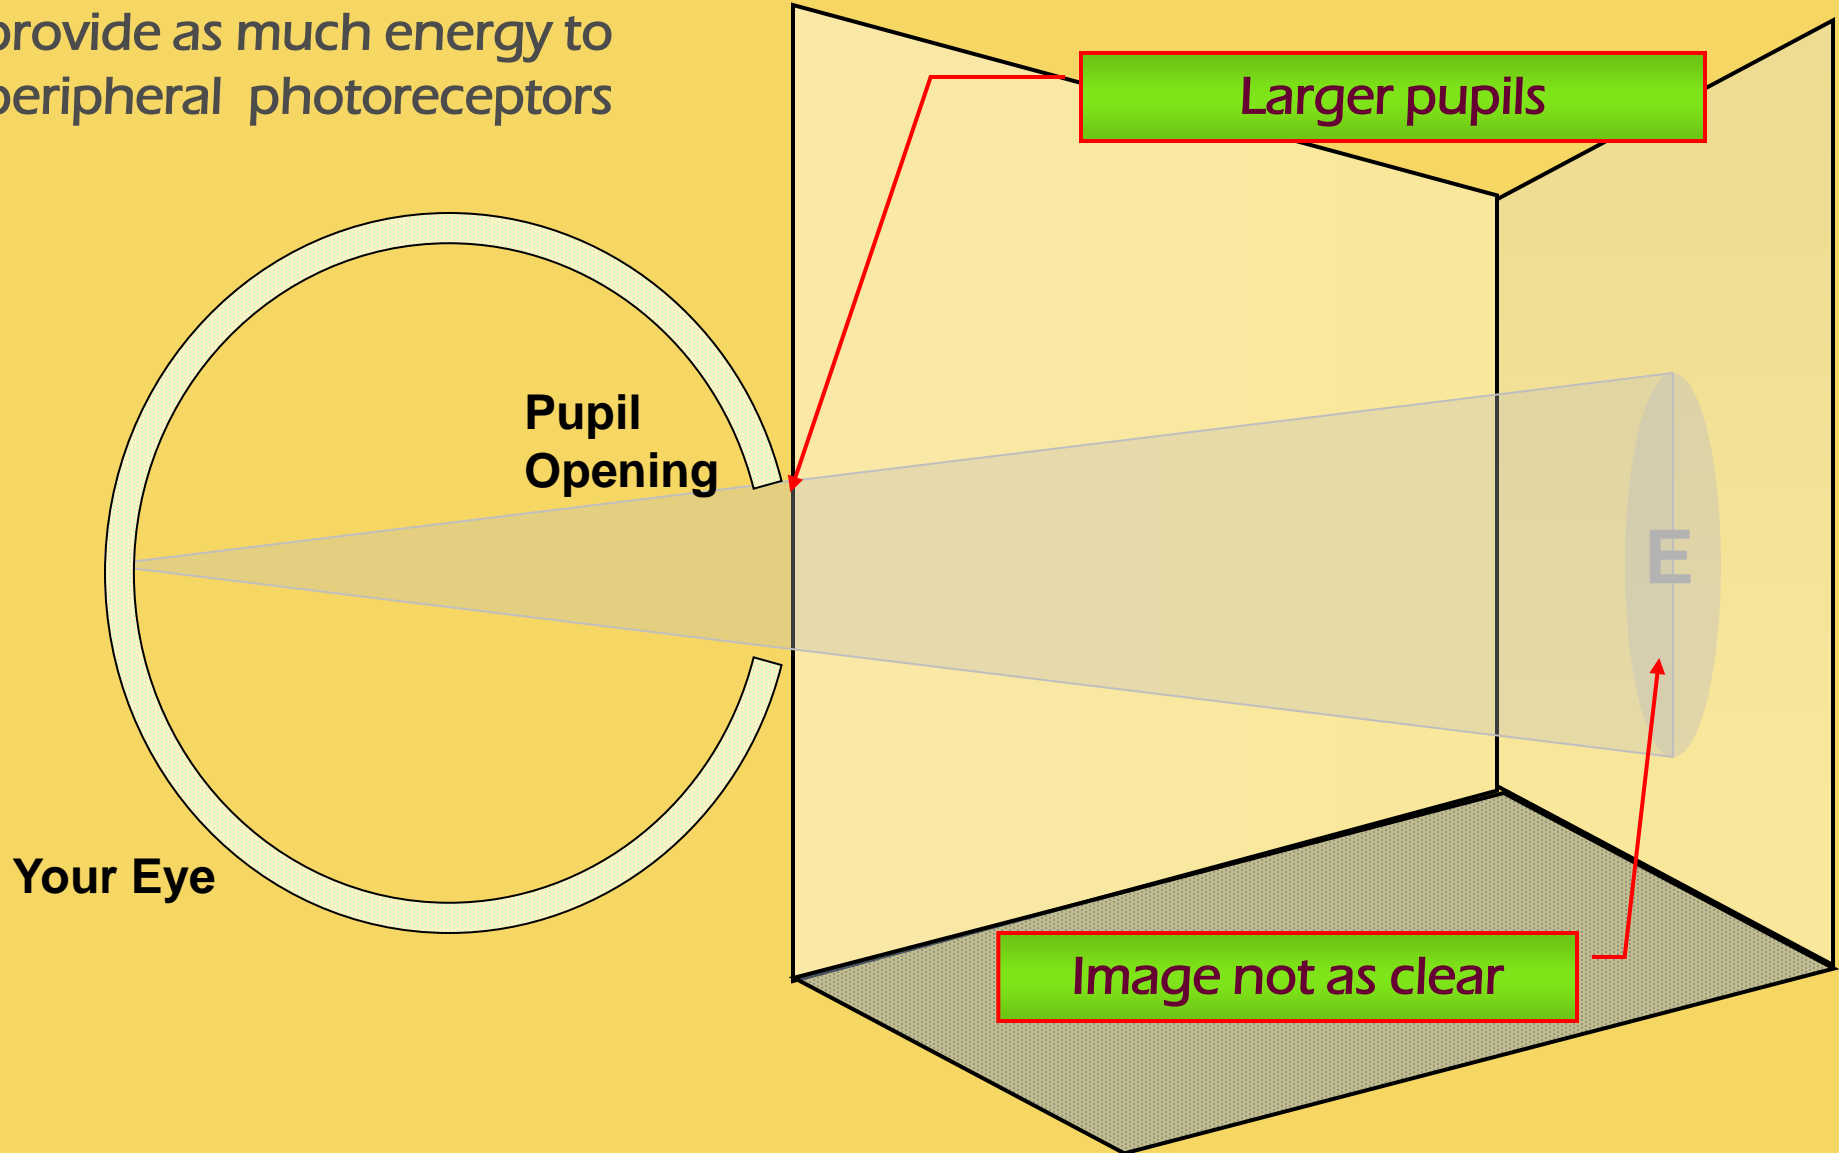 provide as much energy to
peripheral photoreceptors
Larger pupils
Pupil
Opening
E
Your Eye
Image not as clear